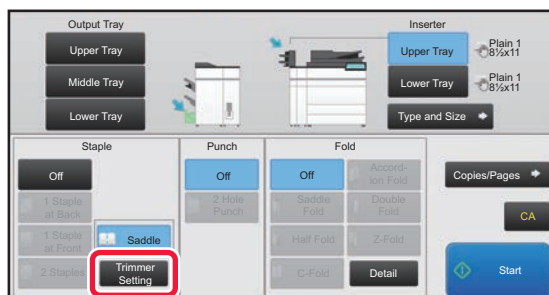 Output Tray
Upper Tray
Middle Tray
Lower Tray
Inserter
Upper Tray
Plain 1
8½x11
Lower Tray
Plain 1
8½x11
Type and Size
Staple
Off
1 Staple
at Back
1 Staple
at Front
2 Staples
Saddle
Trimmer
Setting
Punch
Off
2 Hole
Punch
Fold
Off
Accord-
ion Fold
Saddle
Fold
Double
Fold
Half Fold
Z-Fold
C-Fold
Detail
Copies/Pages
CA
Start